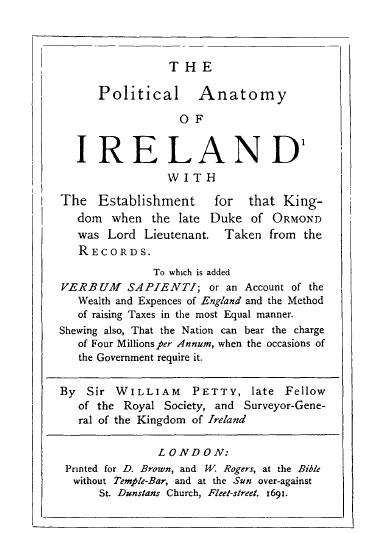 THE
Political Anatomy
OF
IRELAND¹
WITH
The Establishment for that King-
dom when the late Duke of ORMOND
was Lord Lieutenant. Taken from the
RECORDS.
To which is added
VERBUM SAPIENTI; or an Account of the
Wealth and Expences of England and the Method
of raising Taxes in the most Equal manner.
Shewing also, That the Nation can bear the charge
of Four Millions per Annum, when the occasions of
the Government require it.
By Sir WILLIAM PETTY, late Fellow
of the Royal Society, and Surveyor-Gene-
ral of the Kingdom of Ireland
LONDON:
Printed for D. Brown, and W. Rogers, at the Bible
without Temple-Bar, and at the Sun over-against
St. Dunstans Church, Fleet-street. 1691.